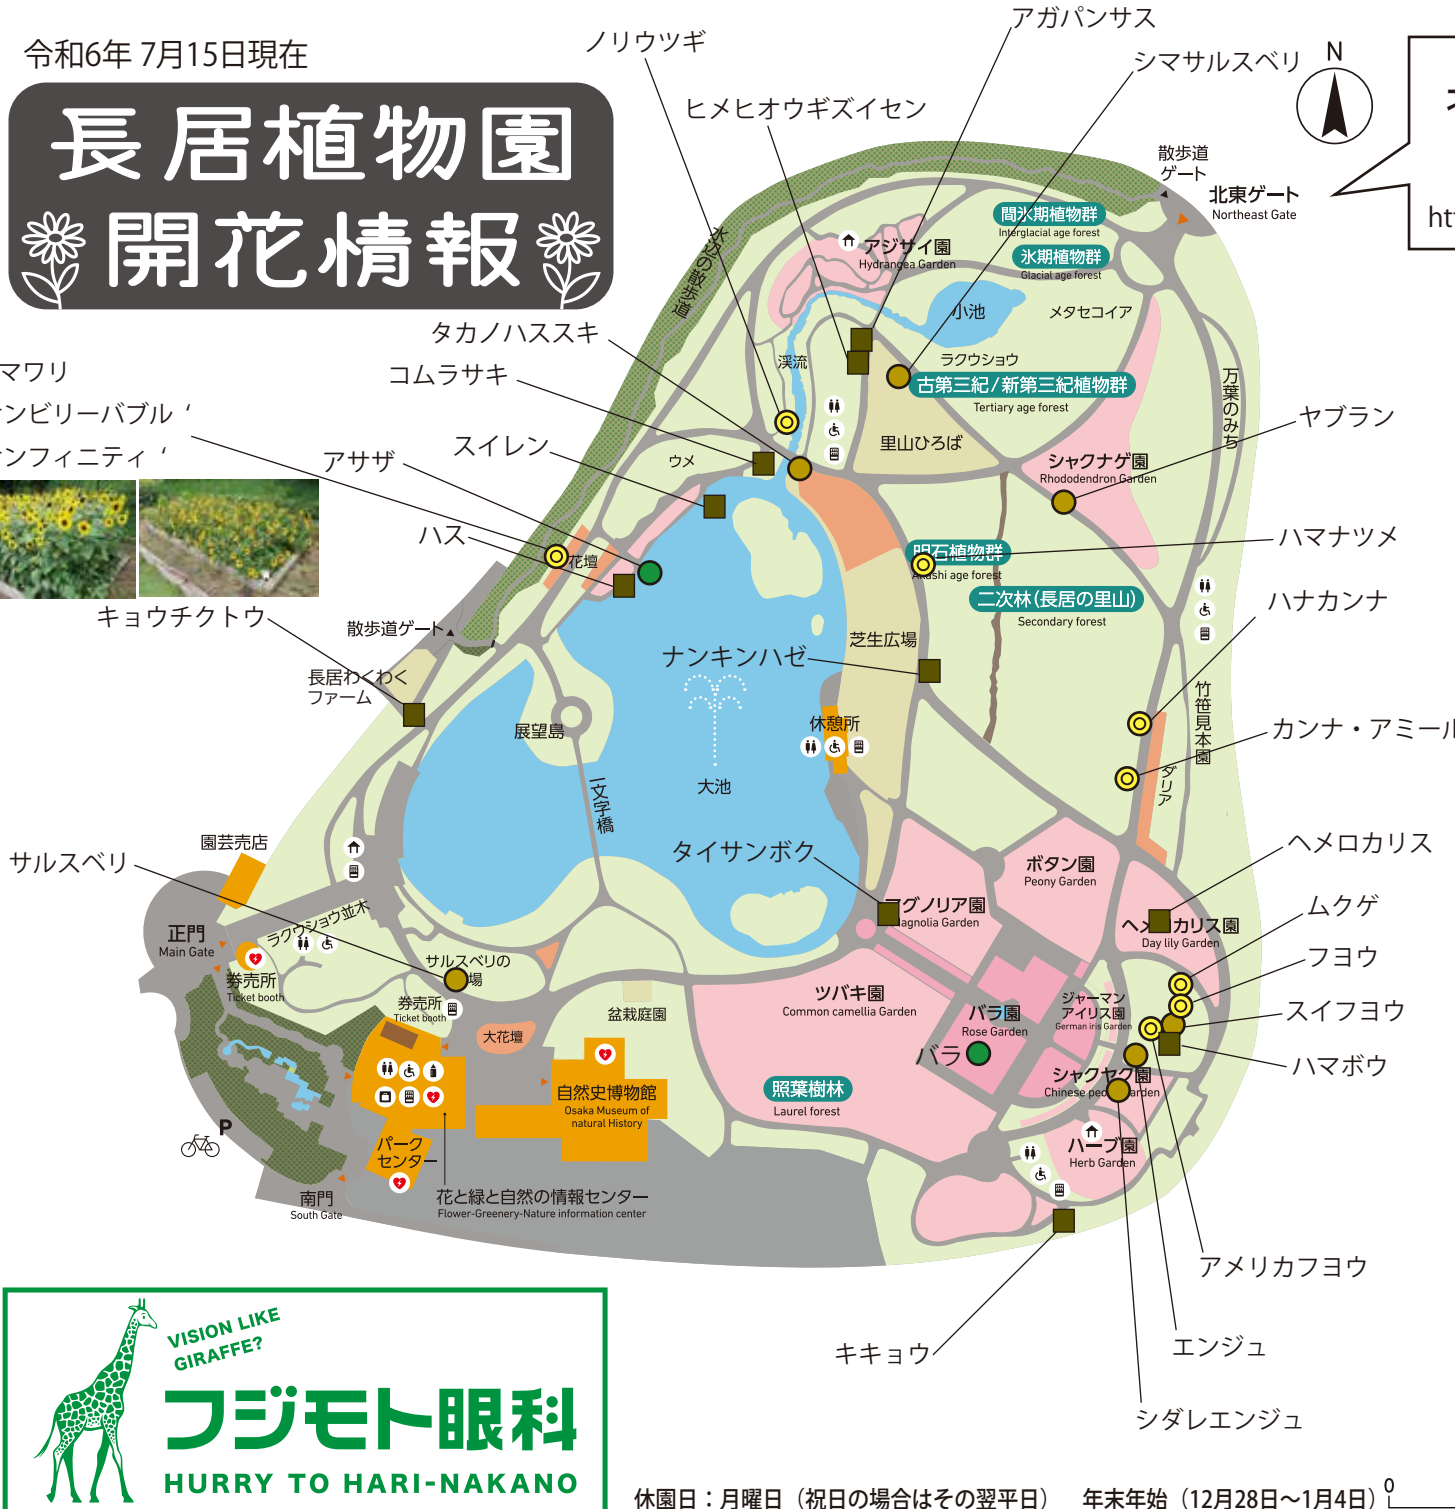 令和6年 7月15日現在
長居植物園
開花情報
ノリウツギ
アガパンサス
シマサルスベリ
ヒメヒオウギズイセン
N
散歩道
ゲート
北東ゲート
Northeast Gate
htt
水辺の散歩道
アジサイ園
Hydrangea Garden
間氷期植物群
Interglacial age forest
氷期植物群
Glacial age forest
小池
メタセコイア
タカノハススキ
コムラサキ
渓流
ラクウショウ
古第三紀/新第三紀植物群
Tertiary age forest
万葉のみち
マワリ
ンビリーバブル ‘
ンフィニティ ‘
スイレン
アサザ
ハス
ウメ
里山ひろば
シャクナゲ園
Rhododendron Garden
ヤブラン
花壇
明石植物群
Akashi age forest
ハマナツメ
二次林(長居の里山)
Secondary forest
ハナカンナ
キョウチクトウ
散歩道ゲート
長居わくわく
ファーム
ナンキンハゼ
芝生広場
竹笹見本園
展望島
休憩所
カンナ・アミール
大池
一文字橋
ダリア
園芸売店
サルスベリ
タイサンボク
ボタン園
Peony Garden
ヘメロカリス
マグノリア園
Magnolia Garden
ムクゲ
ヘメロカリス園
Day lily Garden
正門
Main Gate
ラクウショウ並木
券売所
Ticket booth
サルスベリの
場
券売所
Ticket booth
フヨウ
ツバキ園
Common camellia Garden
盆栽庭園
大花壇
バラ園
Rose Garden
ジャーマン
アイリス園
German iris Garden
スイフヨウ
バラ
ハマボウ
自然史博物館
Osaka Museum of
natural History
照葉樹林
Laurel forest
シャクヤク園
Chinese peony Garden
P
パーク
センター
ハーブ園
Herb Garden
南門
South Gate
花と緑と自然の情報センター
Flower-Greenery-Nature information center
アメリカフヨウ
キキョウ
エンジュ
シダレエンジュ
VISION LIKE
GIRAFFE?
フジモト眼科
HURRY TO HARI-NAKANO
休園日：月曜日（祝日の場合はその翌平日）　年末年始（12月28日〜1月4日）
0